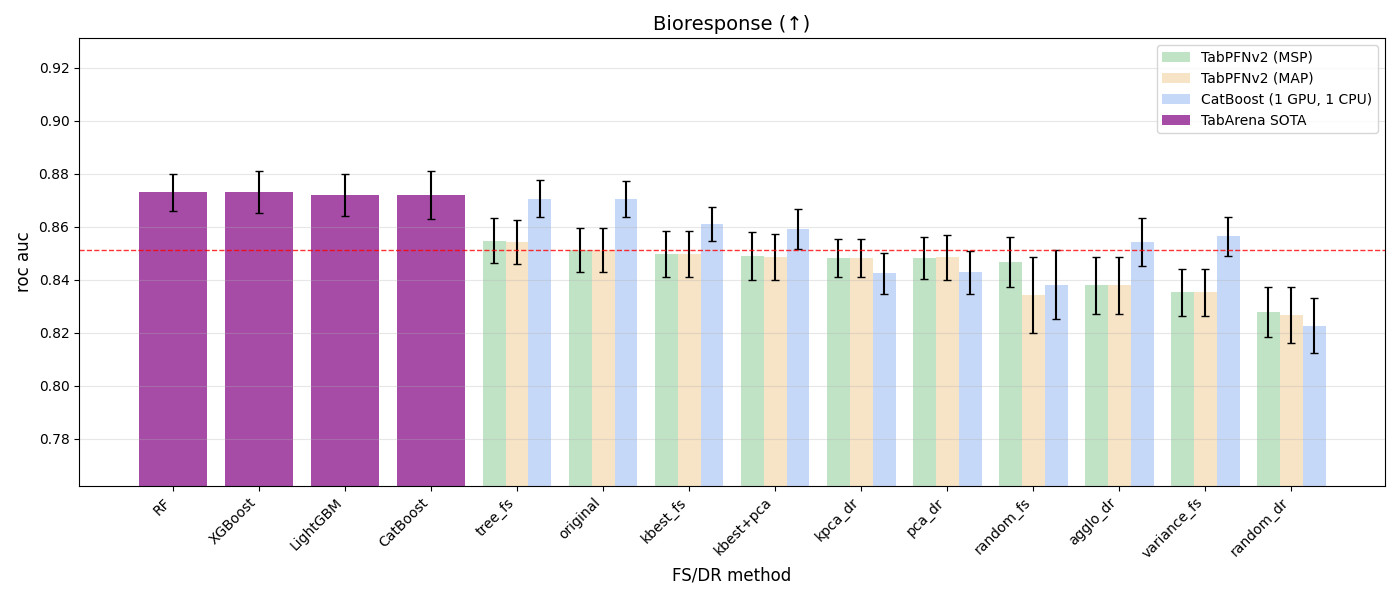 Bioresponse (↑)
TabPFNv2 (MSP)
TabPFNv2 (MAP)
CatBoost (1 GPU, 1 CPU)
TabArena SOTA
roc auc
0.92
0.90
0.88
0.86
0.84
0.82
0.80
0.78
RF
XGBoost
LightGBM
CatBoost
tree_fs
original
kbest_fs
kbest+pca
kpca_dr
pca_dr
random_fs
agglo_dr
variance_fs
random_dr
FS/DR method